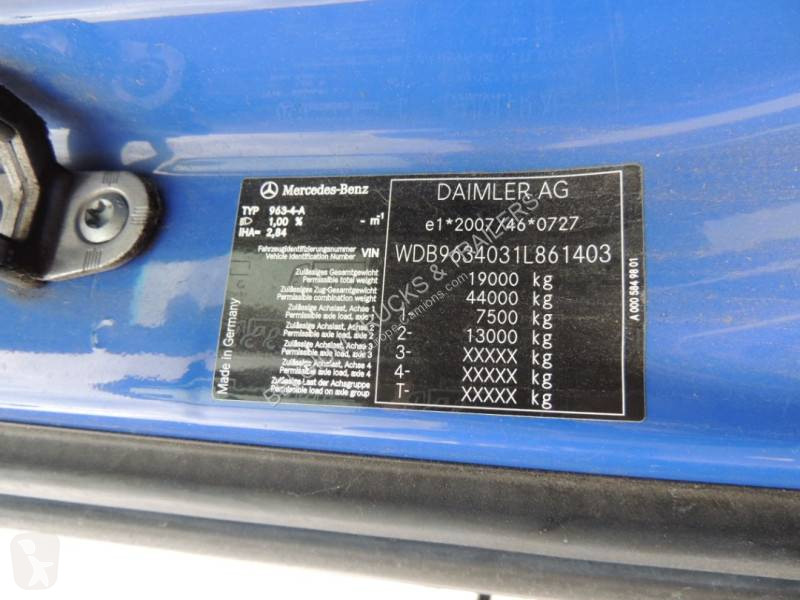 Mercedes-Benz
DAIMLER AG
TYP 963-4-A
1,00 % - m⁻¹
IHA= 2,84
e1*2007/46*0727
Fahrzeugidentifizierungsnummer
Vehicle Identification Number VIN WDB9634031L861403
Zulässiges Gesamtgewicht
Permissible total weight 19000 kg
Zulässiges Zug-Gesamtgewicht
Permissible combination weight 44000 kg
Zulässige Achslast, Achse 1
Permissible axle load, axle 1 1- 7500 kg
Zulässige Achslast, Achse 2
Permissible axle load, axle 2 2- 13000 kg
Zulässige Achslast, Achse 3
Permissible axle load, axle 3 3- XXXXX kg
Zulässige Achslast, Achse 4
Permissible axle load, axle 4 4- XXXXX kg
Zulässige Last der Achsgruppe
Permissible load on axle group T- XXXXX kg
Made in Germany
A 000 584 98 01
TRUCKS & TRAILERS